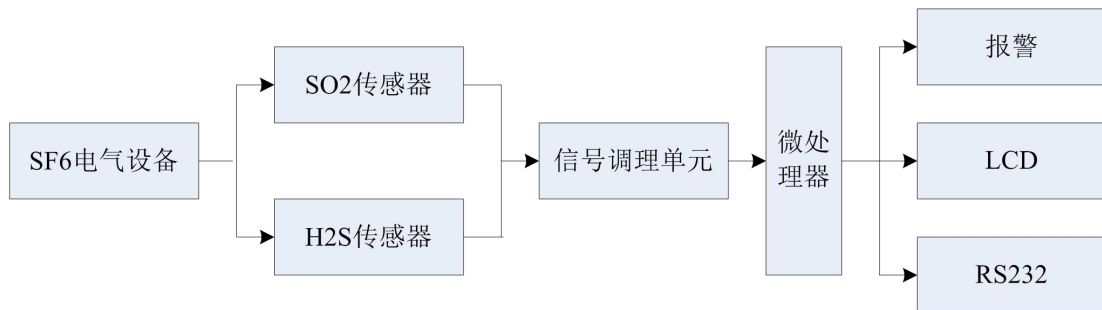 SF6电气设备
SO2传感器
H2S传感器
信号调理单元
微处
理器
报警
LCD
RS232